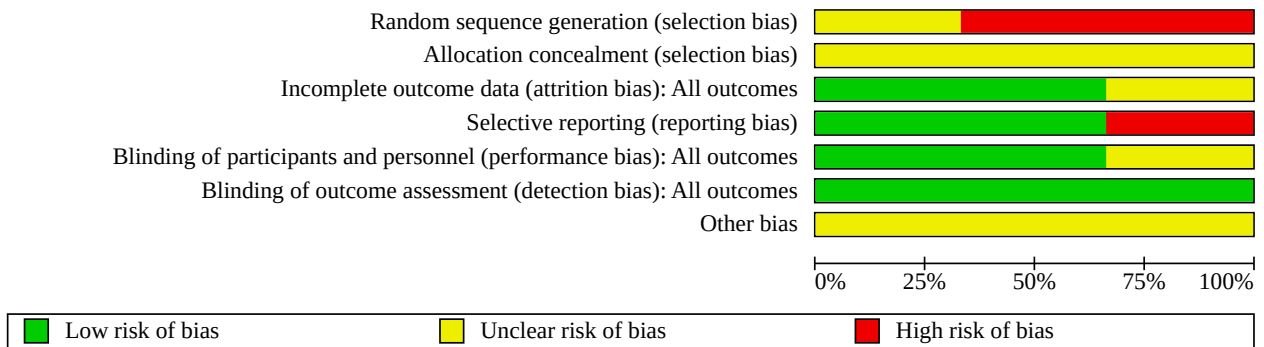 Random sequence generation (selection bias)
Allocation concealment (selection bias)
Incomplete outcome data (attrition bias): All outcomes
Selective reporting (reporting bias)
Blinding of participants and personnel (performance bias): All outcomes
Blinding of outcome assessment (detection bias): All outcomes
Other bias
0% 25% 50% 75% 100%
Low risk of bias Unclear risk of bias High risk of bias